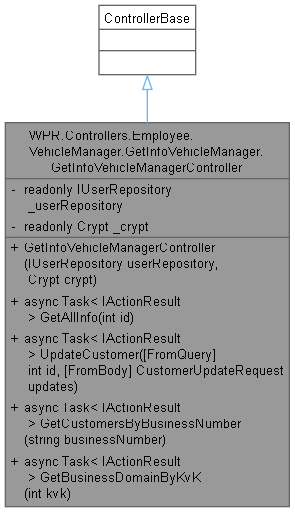 ControllerBase
WPR.Controllers.Employee.
VehicleManager.GetInfoVehicleManager.
GetInfoVehicleManagerController
- readonly IUserRepository
_userRepository
- readonly Crypt _crypt
+ GetInfoVehicleManagerController
(IUserRepository userRepository,
Crypt crypt)
+ async Task< IActionResult
> GetAllInfo(int id)
+ async Task< IActionResult
> UpdateCustomer([FromQuery]
int id, [FromBody] CustomerUpdateRequest
updates)
+ async Task< IActionResult
> GetCustomersByBusinessNumber
(string businessNumber)
+ async Task< IActionResult
> GetBusinessDomainByKvK
(int kvk)